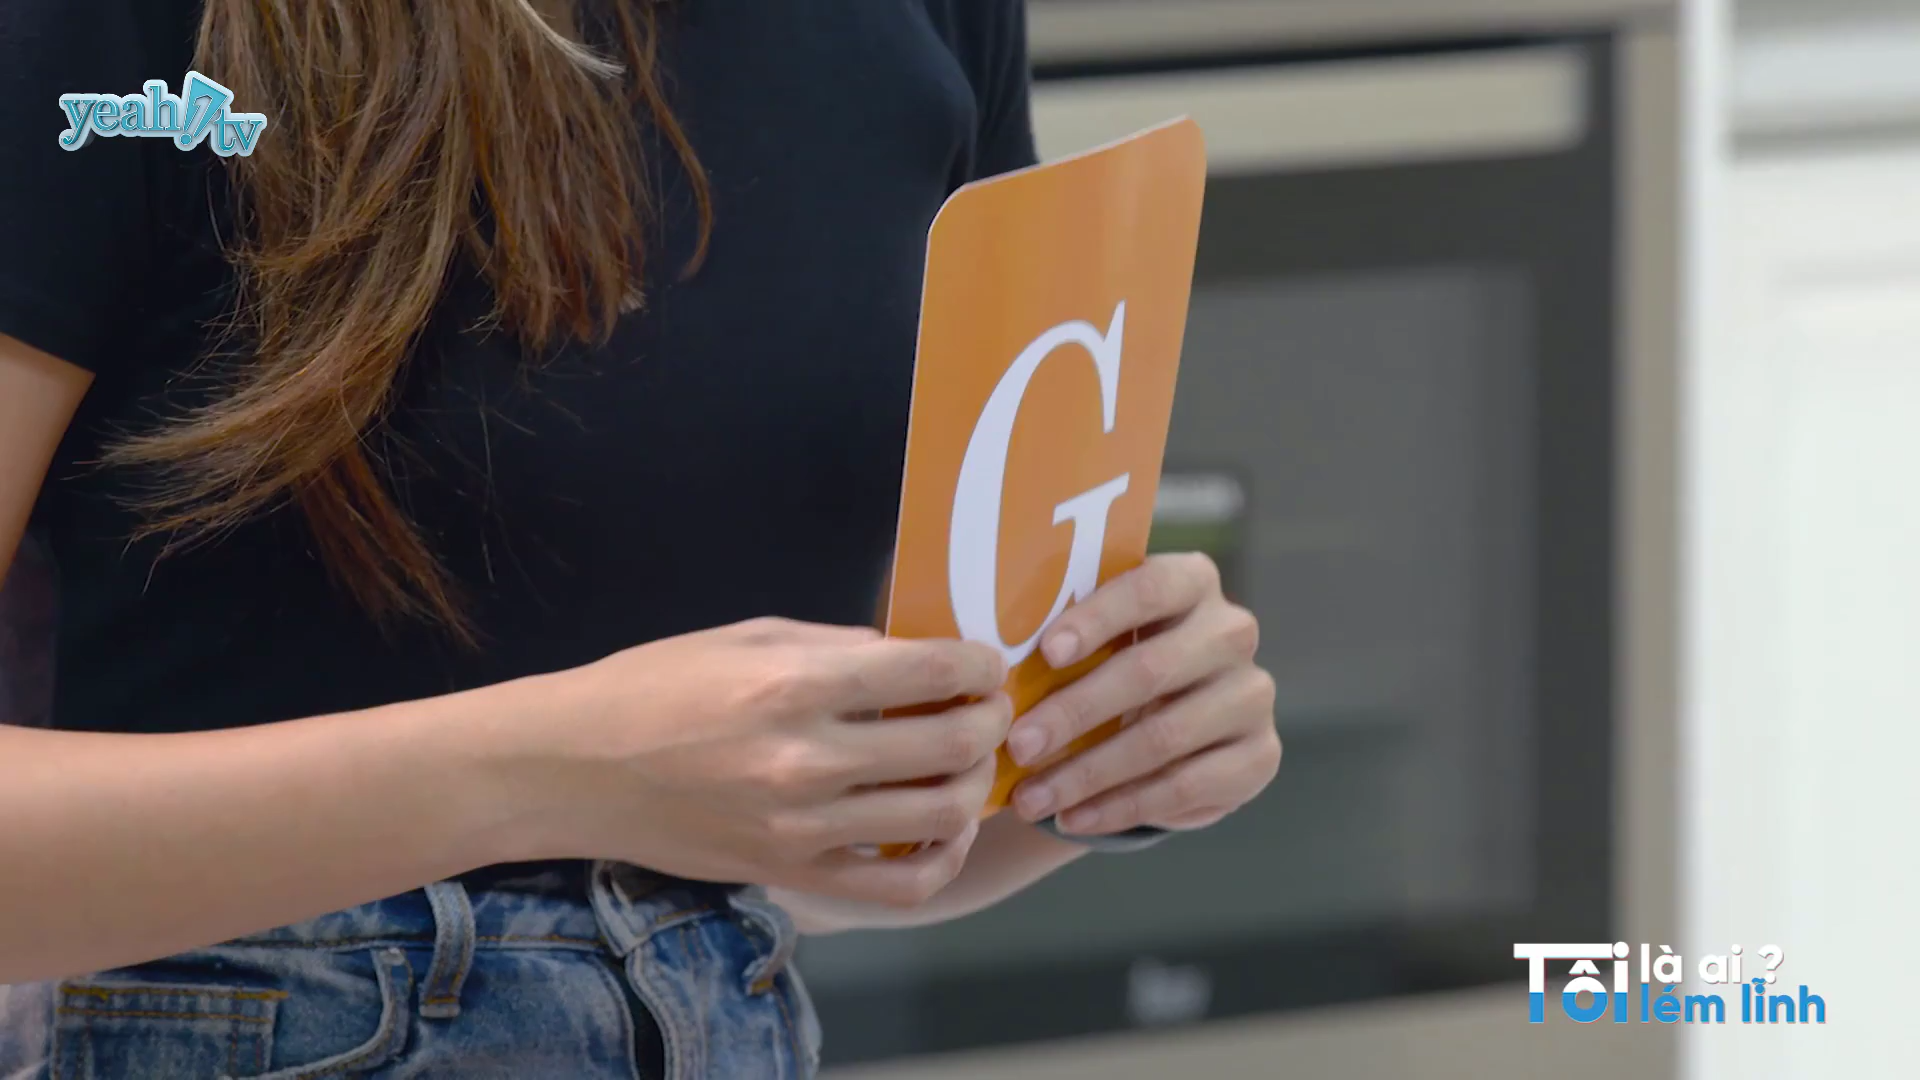 yeah1tv
G
Tôi là ai ?
Tôi lém lỉnh